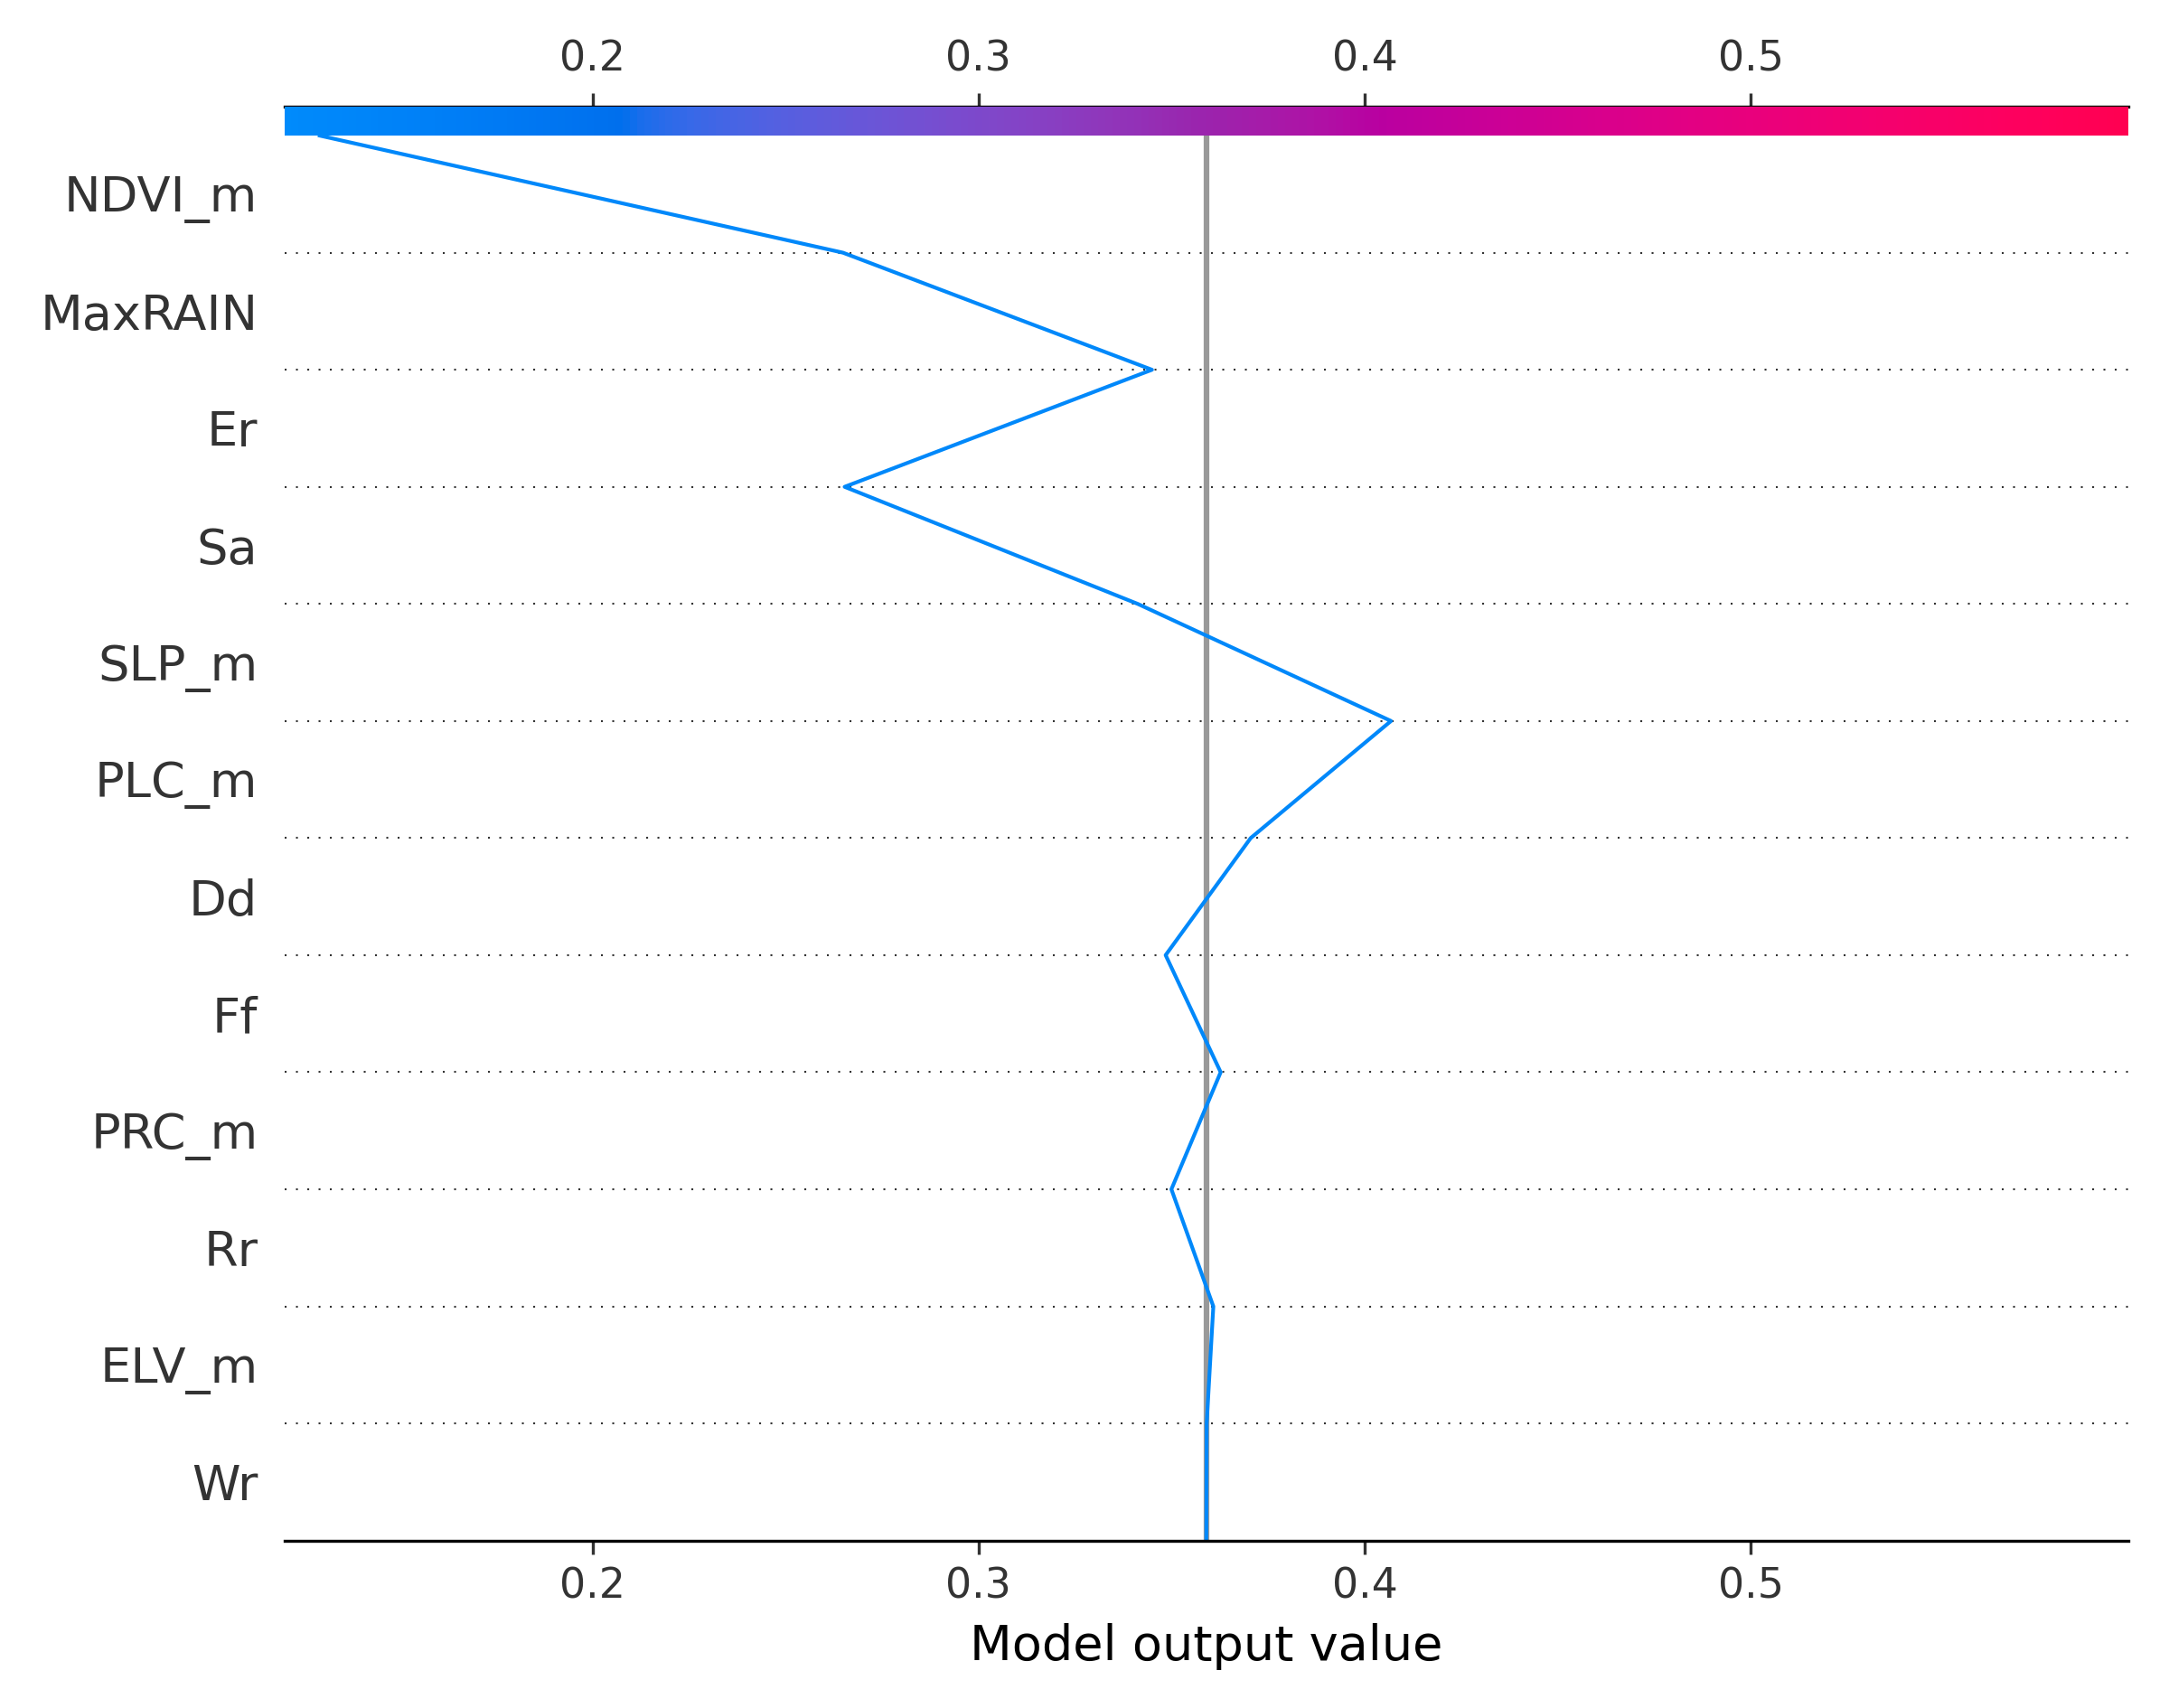 0.2 0.3 0.4 0.5
NDVI_m
MaxRAIN
Er
Sa
SLP_m
PLC_m
Dd
Ff
PRC_m
Rr
ELV_m
Wr
0.2 0.3 0.4 0.5
Model output value